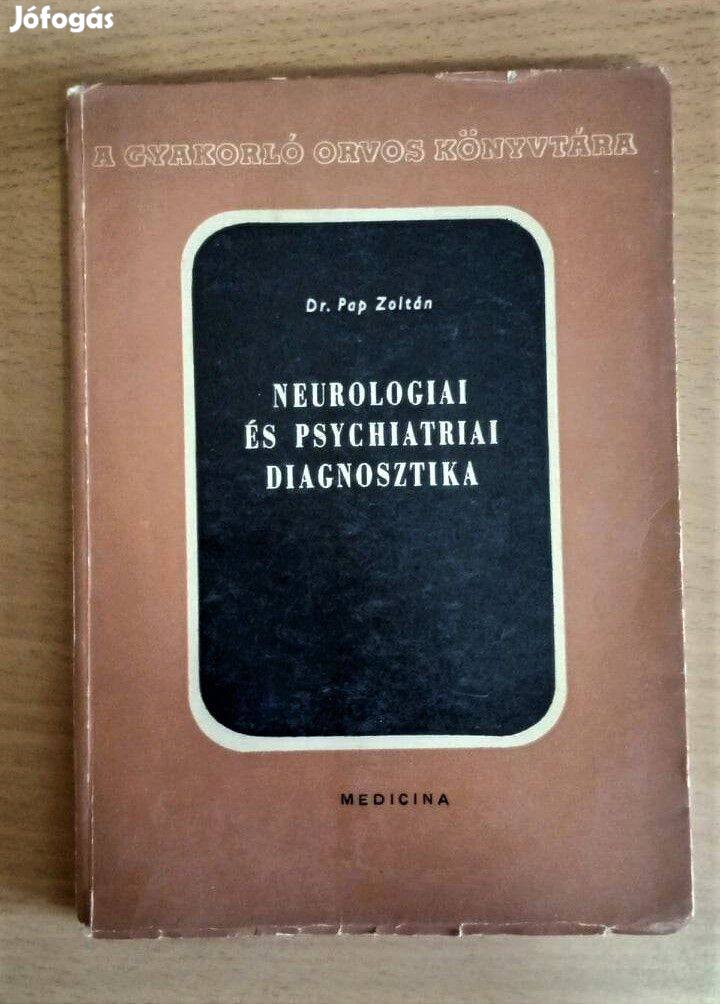 Jófogás
A GYAKORLÓ ORVOS KÖNYVTÁRA
Dr. Pap Zoltán
NEUROLOGIAI
ÉS PSYCHIATRIAI
DIAGNOSZTIKA
MEDICINA